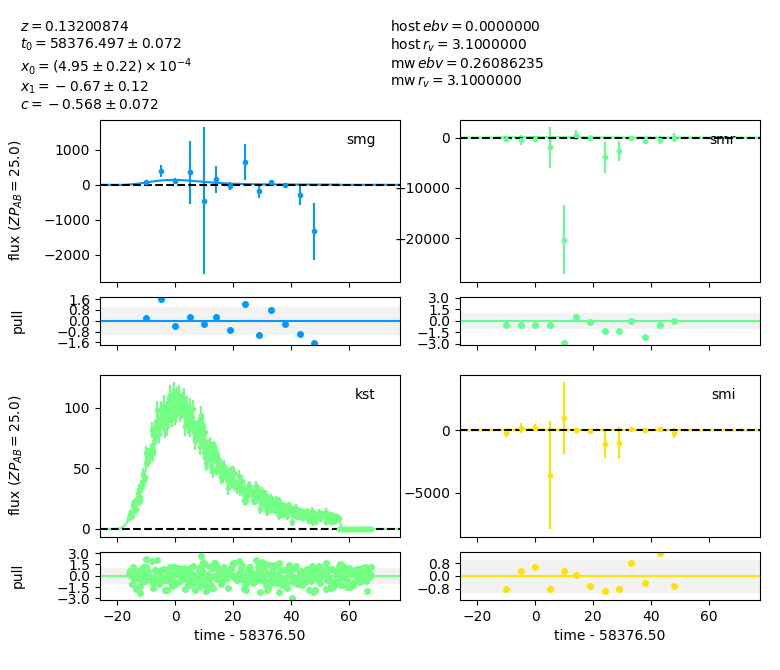 z = 0.13200874
t₀ = 58376.497 ± 0.072
x₀ = (4.95 ± 0.22) × 10⁻⁴
x₁ = − 0.67 ± 0.12
c = − 0.568 ± 0.072
host ebv = 0.0000000
host r_v = 3.1000000
mw ebv = 0.26086235
mw r_v = 3.1000000
smg
flux (ZP_AB = 25.0)
1000
0
−1000
−2000
smr
0
−10000
−20000
pull
1.6
0.8
0.0
−0.8
−1.6
3.0
1.5
0.0
−1.5
−3.0
kst
flux (ZP_AB = 25.0)
100
50
0
smi
0
−5000
pull
3.0
1.5
0.0
−1.5
−3.0
−20 0 20 40 60
time - 58376.50
0.8
0.0
−0.8
−20 0 20 40 60
time - 58376.50